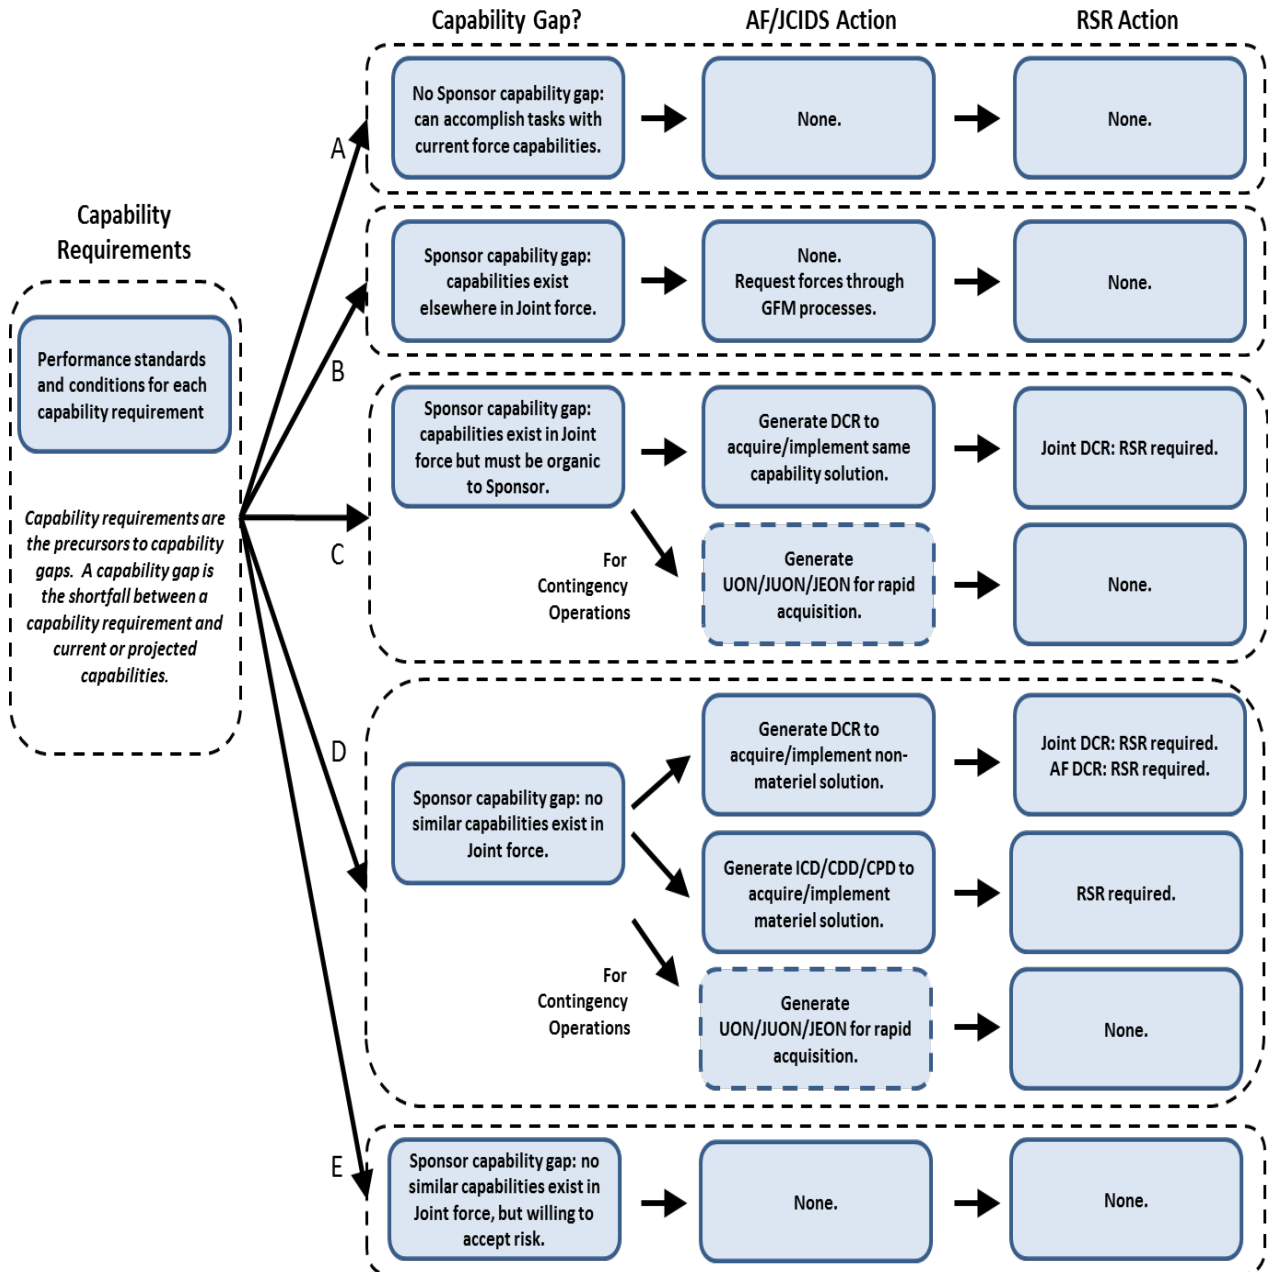 Capability Gap?
AF/JCIDS Action
RSR Action
No Sponsor capability gap:
can accomplish tasks with
current force capabilities.
None.
None.
A
Capability
Requirements
Performance standards
and conditions for each
capability requirement
Capability requirements are
the precursors to capability
gaps.  A capability gap is
the shortfall between a
capability requirement and
current or projected
capabilities.
Sponsor capability gap:
capabilities exist
elsewhere in Joint force.
None.
Request forces through
GFM processes.
None.
B
Sponsor capability gap:
capabilities exist in Joint
force but must be organic
to Sponsor.
Generate DCR to
acquire/implement same
capability solution.
Joint DCR: RSR required.
C
For
Contingency
Operations
Generate
UON/JUON/JEON for rapid
acquisition.
None.
D
Sponsor capability gap: no
similar capabilities exist in
Joint force.
Generate DCR to
acquire/implement non-
materiel solution.
Joint DCR: RSR required.
AF DCR: RSR required.
Generate ICD/CDD/CPD to
acquire/implement
materiel solution.
RSR required.
For
Contingency
Operations
Generate
UON/JUON/JEON for rapid
acquisition.
None.
E
Sponsor capability gap: no
similar capabilities exist in
Joint force, but willing to
accept risk.
None.
None.